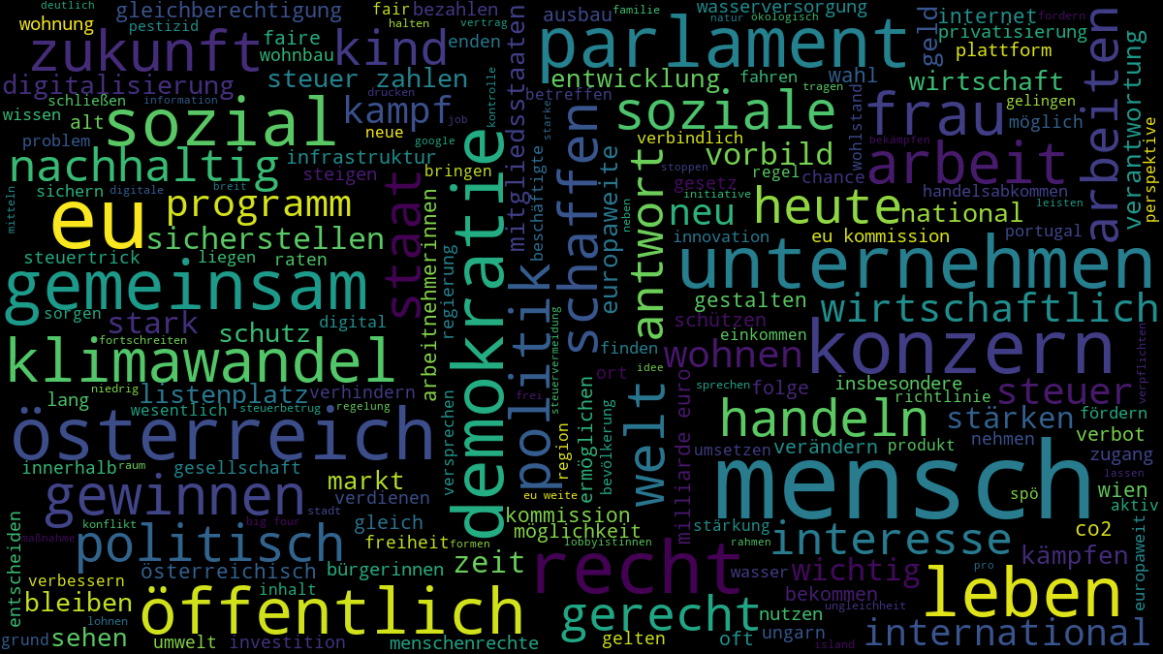 deutlich
gleichberechtigung
fair
bezahlen
ausbau
familie
wasserversorgung
geld
internet
fordern
wohnung
pestizid
halten
vertrag
natur
ökologisch
privatisierung
zukunft
faire
wohnbau
kind
enden
mitgliedsstaaten
parlament
plattform
arbeiten
verantwortung
digitalisierung
steuer zahlen
entwicklung
fahren
wahl
wirtschaft
schließen
information
drucken
kontrolle
betreffen
tragen
wohlstand
gelingen
wissen
alt
sozial
kampf
job
starke
soziale
frau
möglich
perspektive
problem
neue
google
verbindlich
bekämpfen
nachhaltig
infrastruktur
steigen
bringen
beschäftigte
stoppen
vorbild
regel
chance
arbeit
mitteln
sichern
digitale
breit
staat
demokratie
schaffen
europaweite
antwort
gesetz
initiative
handelsabkommen
leisten
eu
programm
arbeitnehmerinnen
neben
neu
heute
national
sicherstellen
regierung
innovation
eu kommission
portugal
steuertrick
liegen
raten
politik
unternehmen
gemeinsam
digital
gestalten
wirtschaftlich
sorgen
stark
schutz
steuervermeidung
schützen
einkommen
konzern
verpflichten
fortschreiten
finden
wohnen
klimawandel
ort
idee
niedrig
listenplatz
verhindern
frei
welt
milliarde euro
sprechen
folge
insbesondere
richtlinie
steuer
lang
wesentlich
steuerbetrug
regelung
versprechen
region
ermöglichen
bevölkerung
handeln
stärken
fördern
österreich
umsetzen
verändern
produkt
nehmen
verbot
innerhalb
raum
gesellschaft
markt
mensch
zugang
lassen
gewinnen
verdienen
eu weite
spö
wien
aktiv
entscheiden
konflikt
big four
stadt
gleich
kommission
möglichkeit
stärkung
co2
europaweit
maßnahme
politisch
freiheit
formen
lobbyistinnen
rahmen
interesse
kämpfen
österreichisch
bürgerinnen
zeit
recht
wasser
wichtig
pro
verbessern
inhalt
bekommen
leben
bleiben
lohnen
öffentlich
gerecht
nutzen
ungleichheit
grund
sehen
umwelt
investition
menschenrechte
gelten
oft
ungarn
island
international